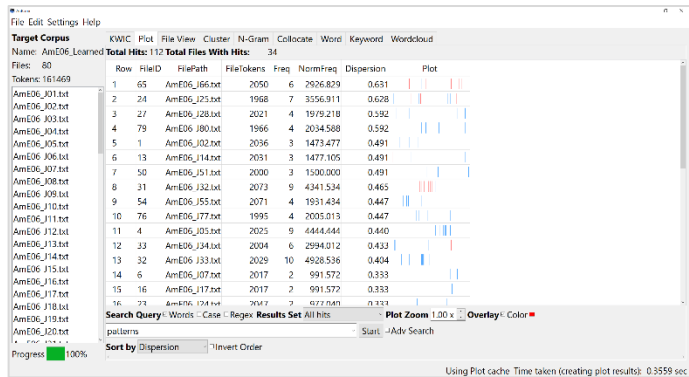 File Edit Settings Help
Target Corpus
Name: AmE06_Learned
Files: 80
Tokens: 161469
AmE06_J01.txt
AmE06_J02.txt
AmE06_J03.txt
AmE06_J04.txt
AmE06_J05.txt
AmE06_J06.txt
AmE06_J07.txt
AmE06_J08.txt
AmE06_J09.txt
AmE06_J10.txt
AmE06_J11.txt
AmE06_J12.txt
AmE06_J13.txt
AmE06_J14.txt
AmE06_J15.txt
AmE06_J16.txt
AmE06_J17.txt
AmE06_J18.txt
AmE06_J19.txt
AmE06_J20.txt
Progress 100%
KWIC Plot File View Cluster N-Gram Collocate Word Keyword Wordcloud
Total Hits: 112 Total Files With Hits: 34
Row FileID FilePath FileTokens Freq NormFreq Dispersion Plot
1 65 AmE06_J66.txt 2050 6 2926.829 0.631
2 24 AmE06_J25.txt 1968 7 3556.911 0.628
3 27 AmE06_J28.txt 2021 4 1979.218 0.592
4 79 AmE06_J80.txt 1966 4 2034.588 0.592
5 1 AmE06_J02.txt 2036 3 1473.477 0.491
6 13 AmE06_J14.txt 2031 3 1477.105 0.491
7 50 AmE06_J51.txt 2000 3 1500.000 0.491
8 31 AmE06_J32.txt 2073 9 4341.534 0.465
9 54 AmE06_J55.txt 2071 4 1931.434 0.447
10 76 AmE06_J77.txt 1995 4 2005.013 0.447
11 4 AmE06_J05.txt 2025 9 4444.444 0.440
12 33 AmE06_J34.txt 2004 6 2994.012 0.433
13 32 AmE06_J33.txt 2029 10 4928.536 0.404
14 6 AmE06_J07.txt 2017 2 991.572 0.333
15 16 AmE06_J17.txt 2017 2 991.572 0.333
16 23 AmE06_J24.txt 2047 2 977.040 0.333
Search Query Words Case Regex Results Set All hits Plot Zoom 1.00 x Overlay Color
patterns Start Adv Search
Sort by Dispersion Invert Order
Using Plot cache Time taken (creating plot results): 0.3559 sec